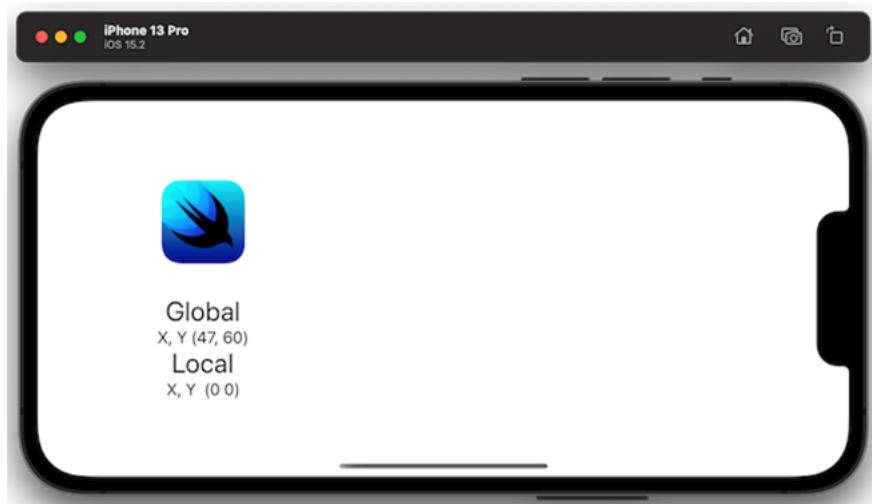 iPhone 13 Pro
iOS 15.2
Global
X, Y (47, 60)
Local
X, Y (0 0)